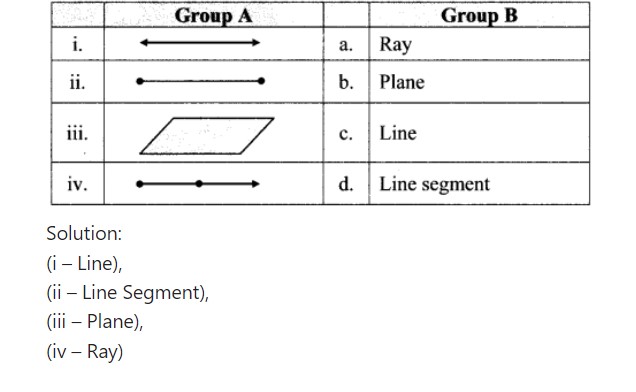 Group A Group B
i. a. Ray
ii. b. Plane
iii. c. Line
iv. d. Line segment
Solution:
(i – Line),
(ii – Line Segment),
(iii – Plane),
(iv – Ray)